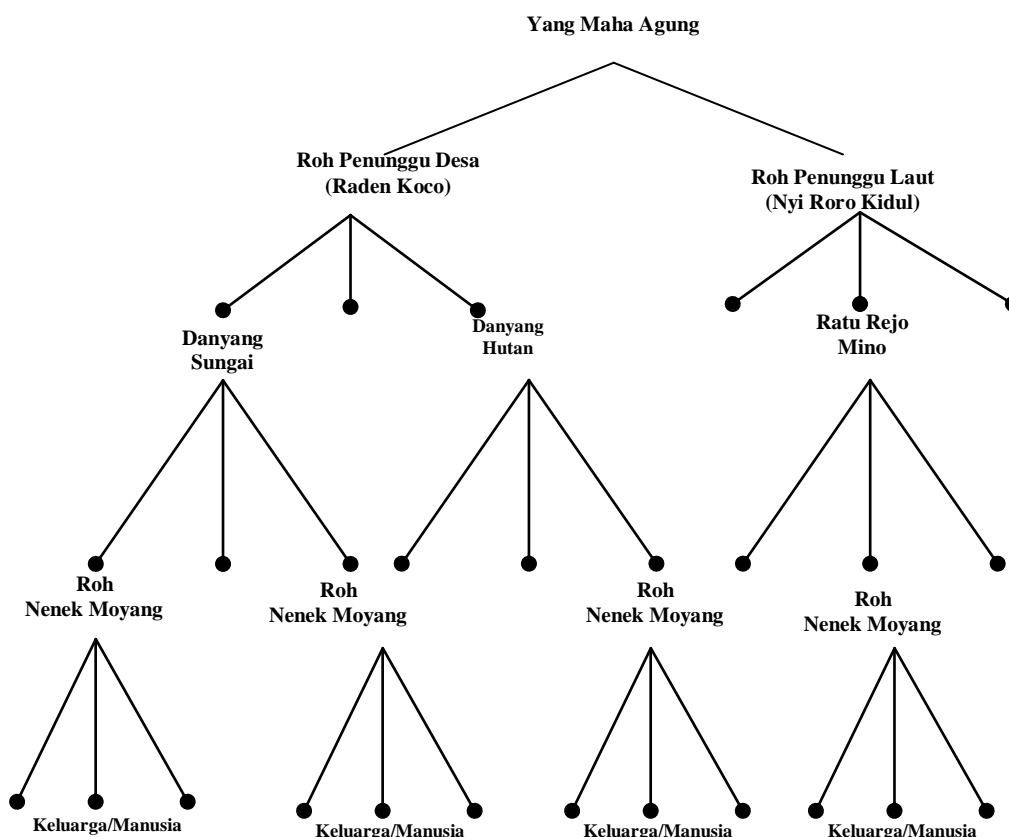 Yang Maha Agung
Roh Penunggu Desa
(Raden Koco)
Roh Penunggu Laut
(Nyi Roro Kidul)
Danyang
Sungai
Danyang
Hutan
Ratu Rejo
Mino
Roh
Nenek Moyang
Roh
Nenek Moyang
Roh
Nenek Moyang
Roh
Nenek Moyang
Keluarga/Manusia
Keluarga/Manusia
Keluarga/Manusia
Keluarga/Manusia